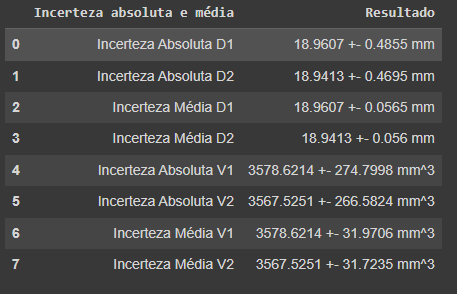 Incerteza absoluta e média Resultado
0 Incerteza Absoluta D1 18.9607 +- 0.4855 mm
1 Incerteza Absoluta D2 18.9413 +- 0.4695 mm
2 Incerteza Média D1 18.9607 +- 0.0565 mm
3 Incerteza Média D2 18.9413 +- 0.056 mm
4 Incerteza Absoluta V1 3578.6214 +- 274.7998 mm^3
5 Incerteza Absoluta V2 3567.5251 +- 266.5824 mm^3
6 Incerteza Média V1 3578.6214 +- 31.9706 mm^3
7 Incerteza Média V2 3567.5251 +- 31.7235 mm^3